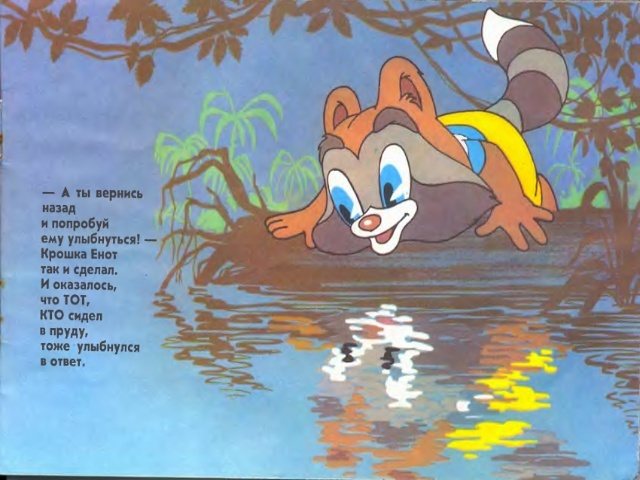 — А ты вернись
назад
и попробуй
ему улыбнуться! —
Крошка Енот
так и сделал.
И оказалось,
что ТОТ,
КТО сидел
в пруду,
тоже улыбнулся
в ответ.